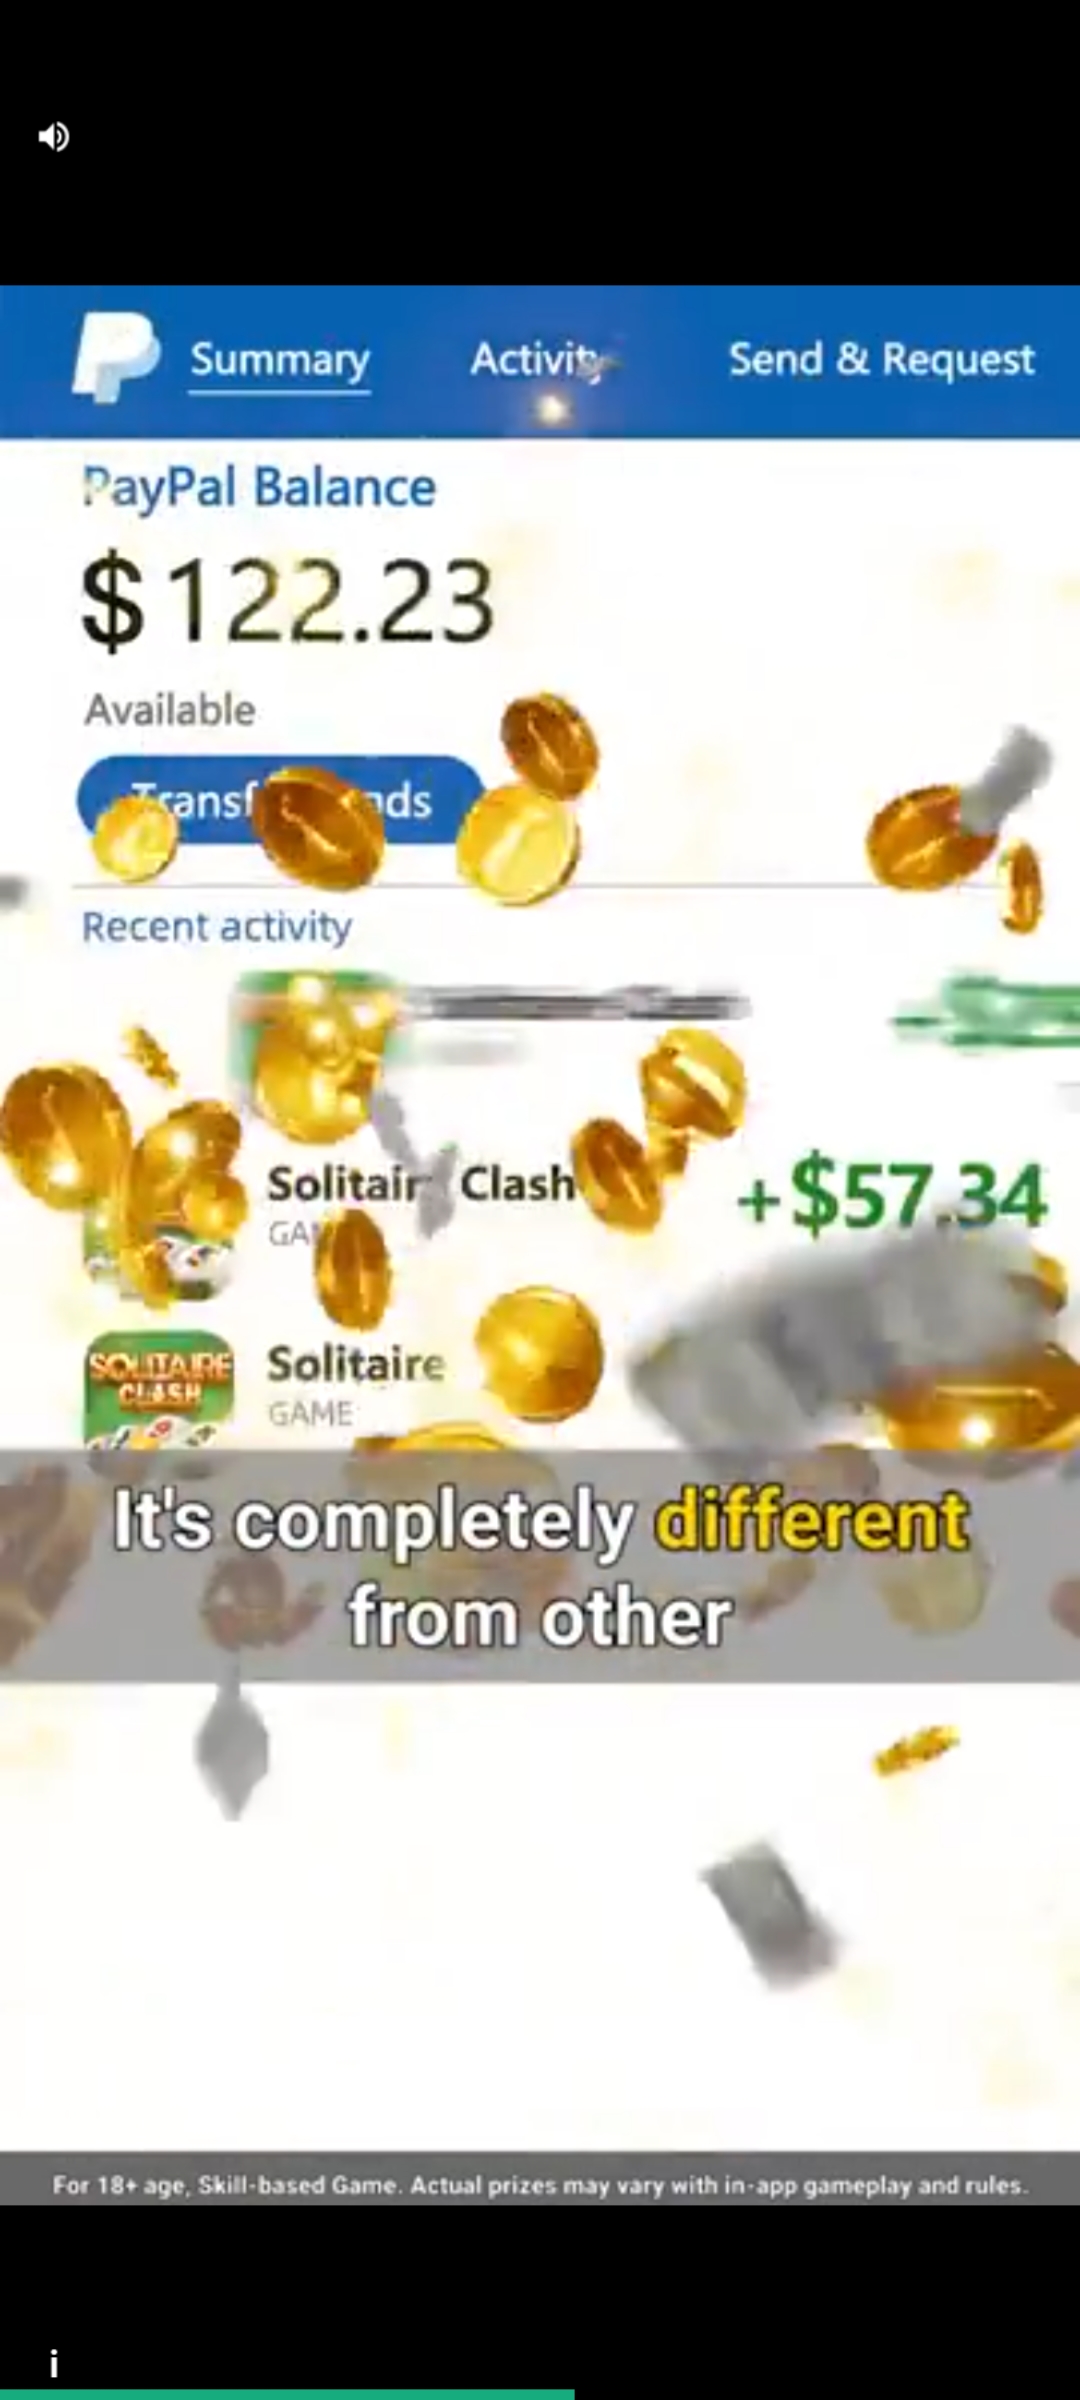 Summary Activity Send & Request
PayPal Balance
$122.23
Available
Recent activity
Clash +$57.34
SOLITAIRE
CLASH
Solitaire
GAME
It's completely different
from other
For 18+ age, Skill-based Game. Actual prizes may vary with in-app gameplay and rules.
i